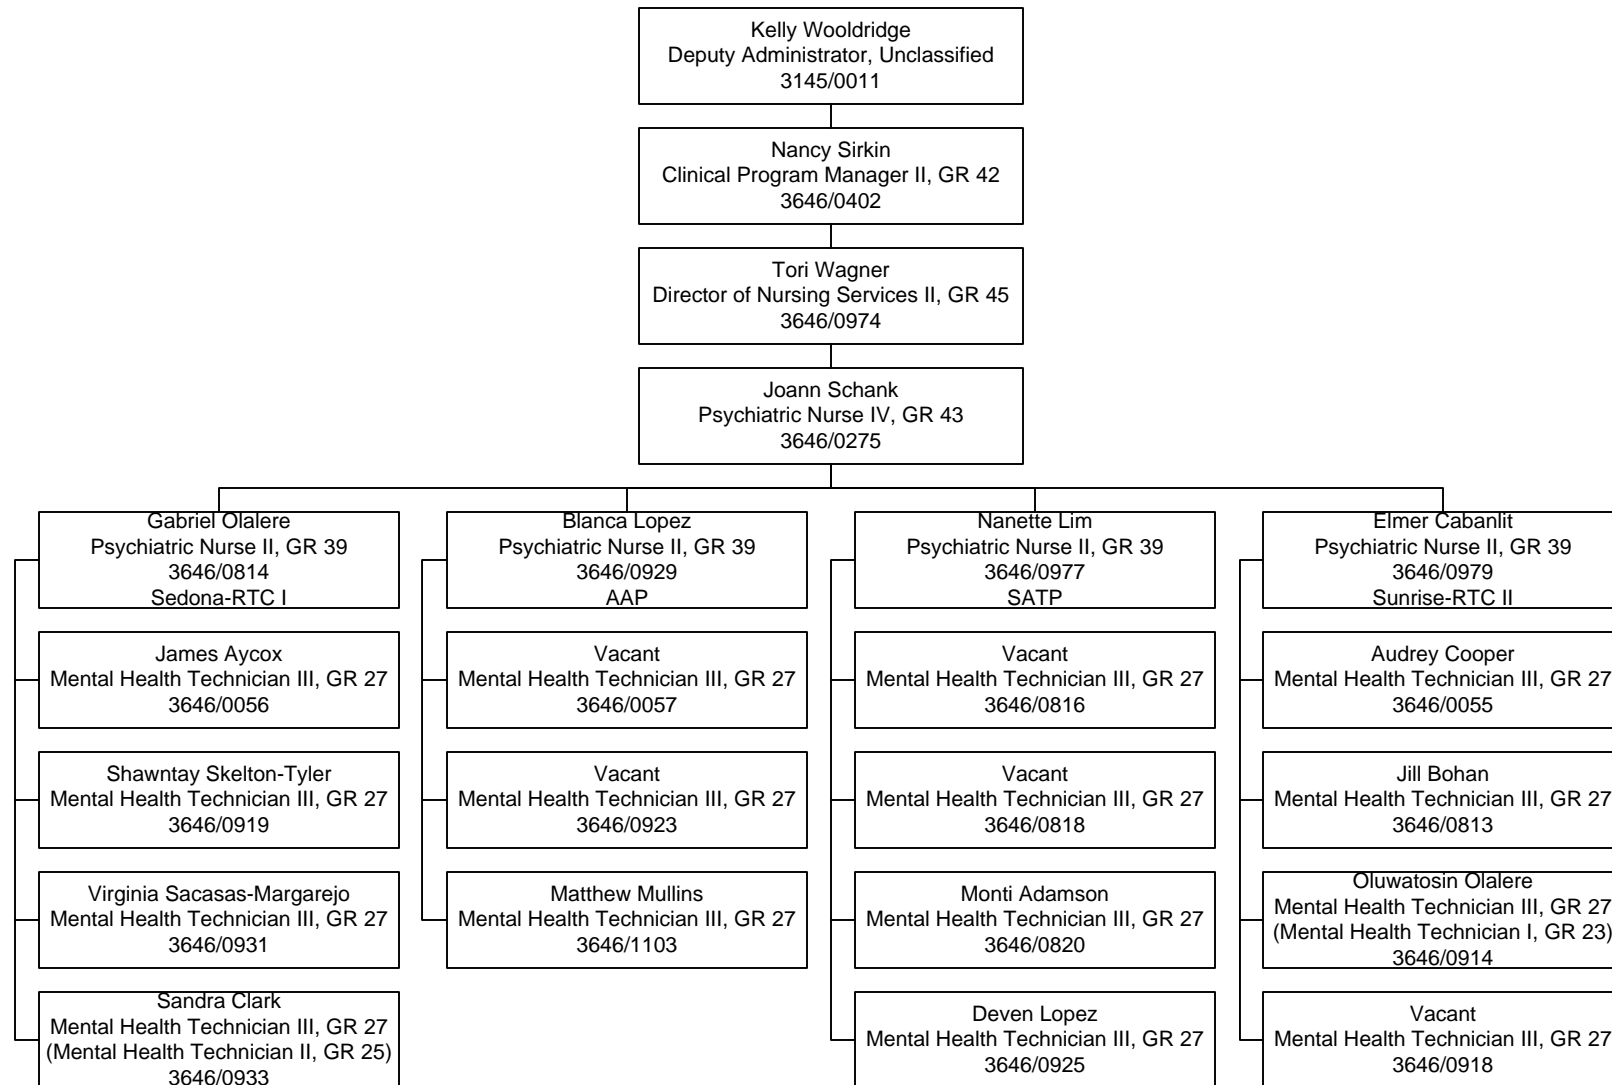 Kelly Wooldridge
Deputy Administrator, Unclassified
3145/0011
Nancy Sirkin
Clinical Program Manager II, GR 42
3646/0402
Tori Wagner
Director of Nursing Services II, GR 45
3646/0974
Joann Schank
Psychiatric Nurse IV, GR 43
3646/0275
Gabriel Olalere
Psychiatric Nurse II, GR 39
3646/0814
Sedona-RTC I
James Aycox
Mental Health Technician III, GR 27
3646/0056
Shawntay Skelton-Tyler
Mental Health Technician III, GR 27
3646/0919
Virginia Sacasas-Margarejo
Mental Health Technician III, GR 27
3646/0931
Sandra Clark
Mental Health Technician III, GR 27
(Mental Health Technician II, GR 25)
3646/0933
Blanca Lopez
Psychiatric Nurse II, GR 39
3646/0929
AAP
Vacant
Mental Health Technician III, GR 27
3646/0057
Vacant
Mental Health Technician III, GR 27
3646/0923
Matthew Mullins
Mental Health Technician III, GR 27
3646/1103
Nanette Lim
Psychiatric Nurse II, GR 39
3646/0977
SATP
Vacant
Mental Health Technician III, GR 27
3646/0816
Vacant
Mental Health Technician III, GR 27
3646/0818
Monti Adamson
Mental Health Technician III, GR 27
3646/0820
Deven Lopez
Mental Health Technician III, GR 27
3646/0925
Elmer Cabanlit
Psychiatric Nurse II, GR 39
3646/0979
Sunrise-RTC II
Audrey Cooper
Mental Health Technician III, GR 27
3646/0055
Jill Bohan
Mental Health Technician III, GR 27
3646/0813
Oluwatosin Olalere
Mental Health Technician III, GR 27
(Mental Health Technician I, GR 23)
3646/0914
Vacant
Mental Health Technician III, GR 27
3646/0918